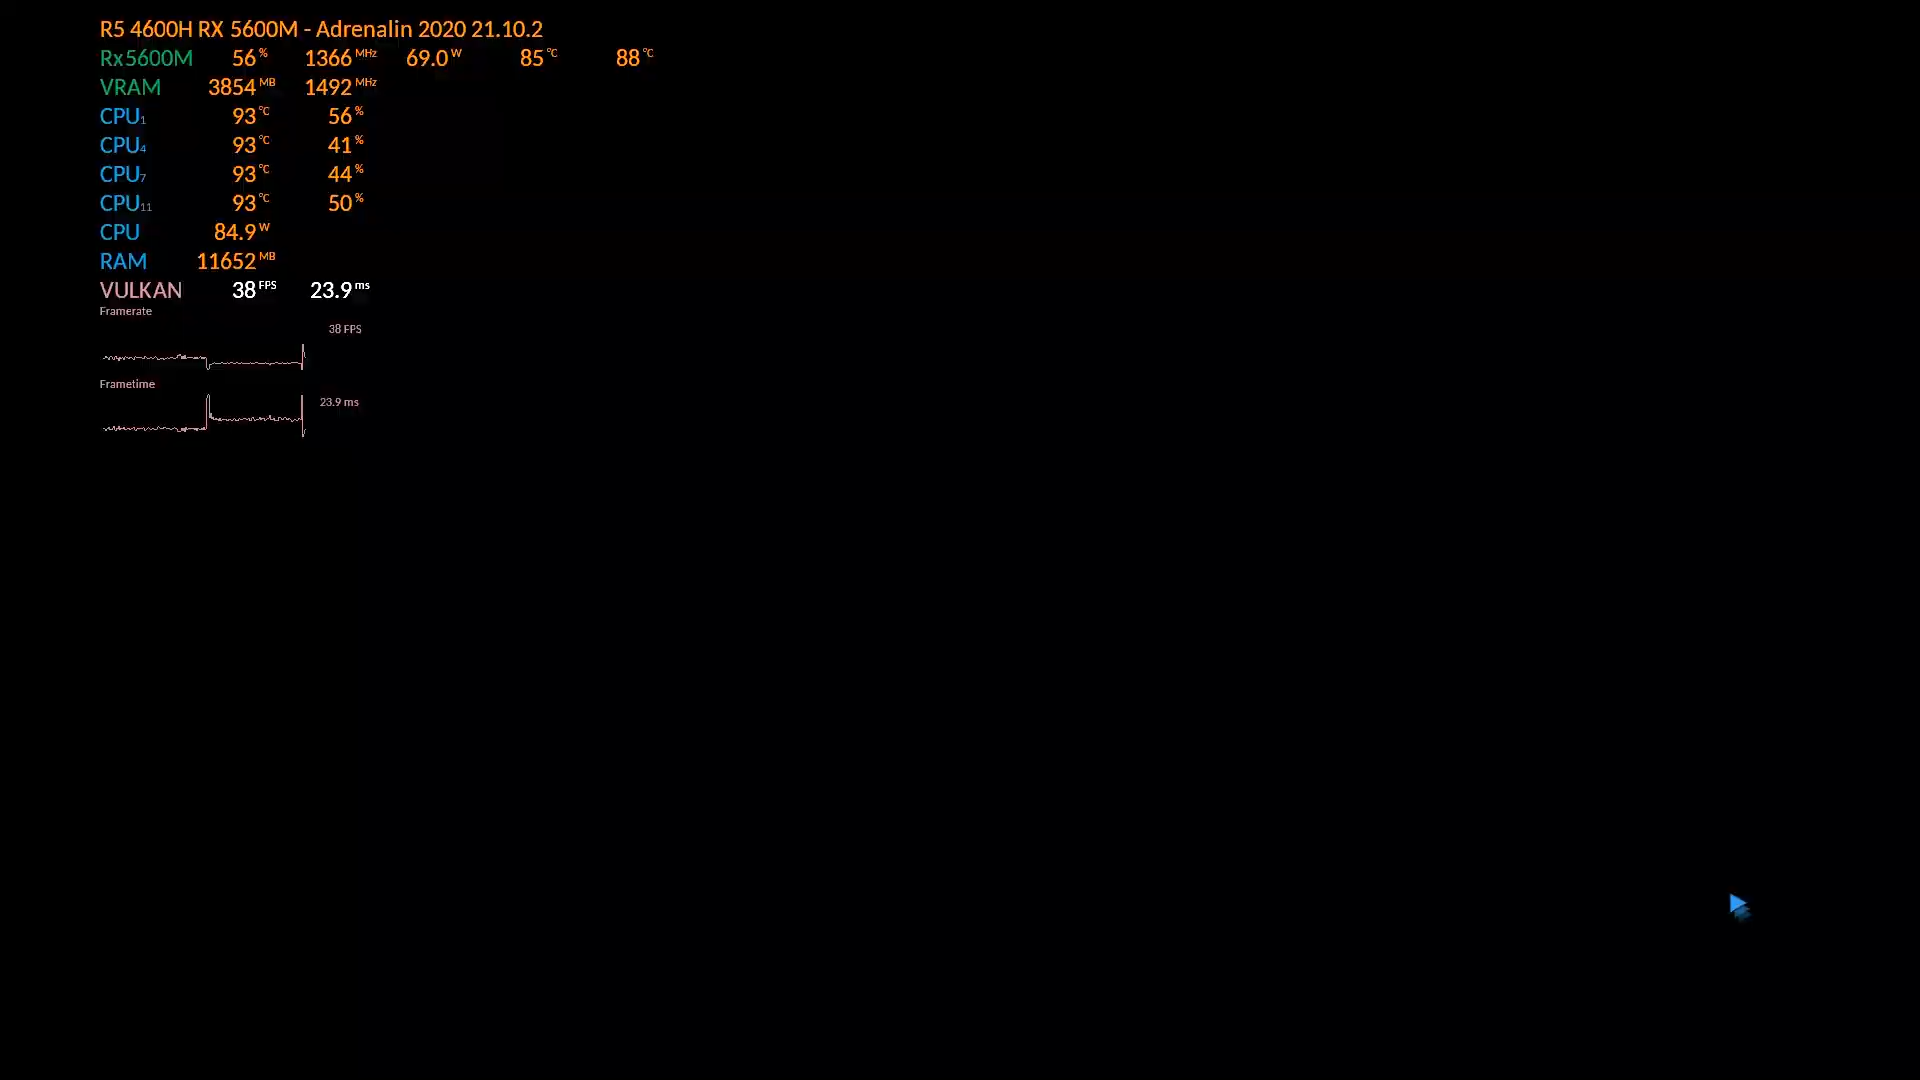 R5 4600H RX 5600M - Adrenalin 2020 21.10.2
Rx5600M 56 % 1366 MHz 69.0 W 85 °C 88 °C
VRAM 3854 MB 1492 MHz
CPU1 93 °C 56 %
CPU4 93 °C 41 %
CPU7 93 °C 44 %
CPU11 93 °C 50 %
CPU 84.9 W
RAM 11652 MB
VULKAN 38 FPS 23.9 ms
Framerate
38 FPS
Frametime
23.9 ms